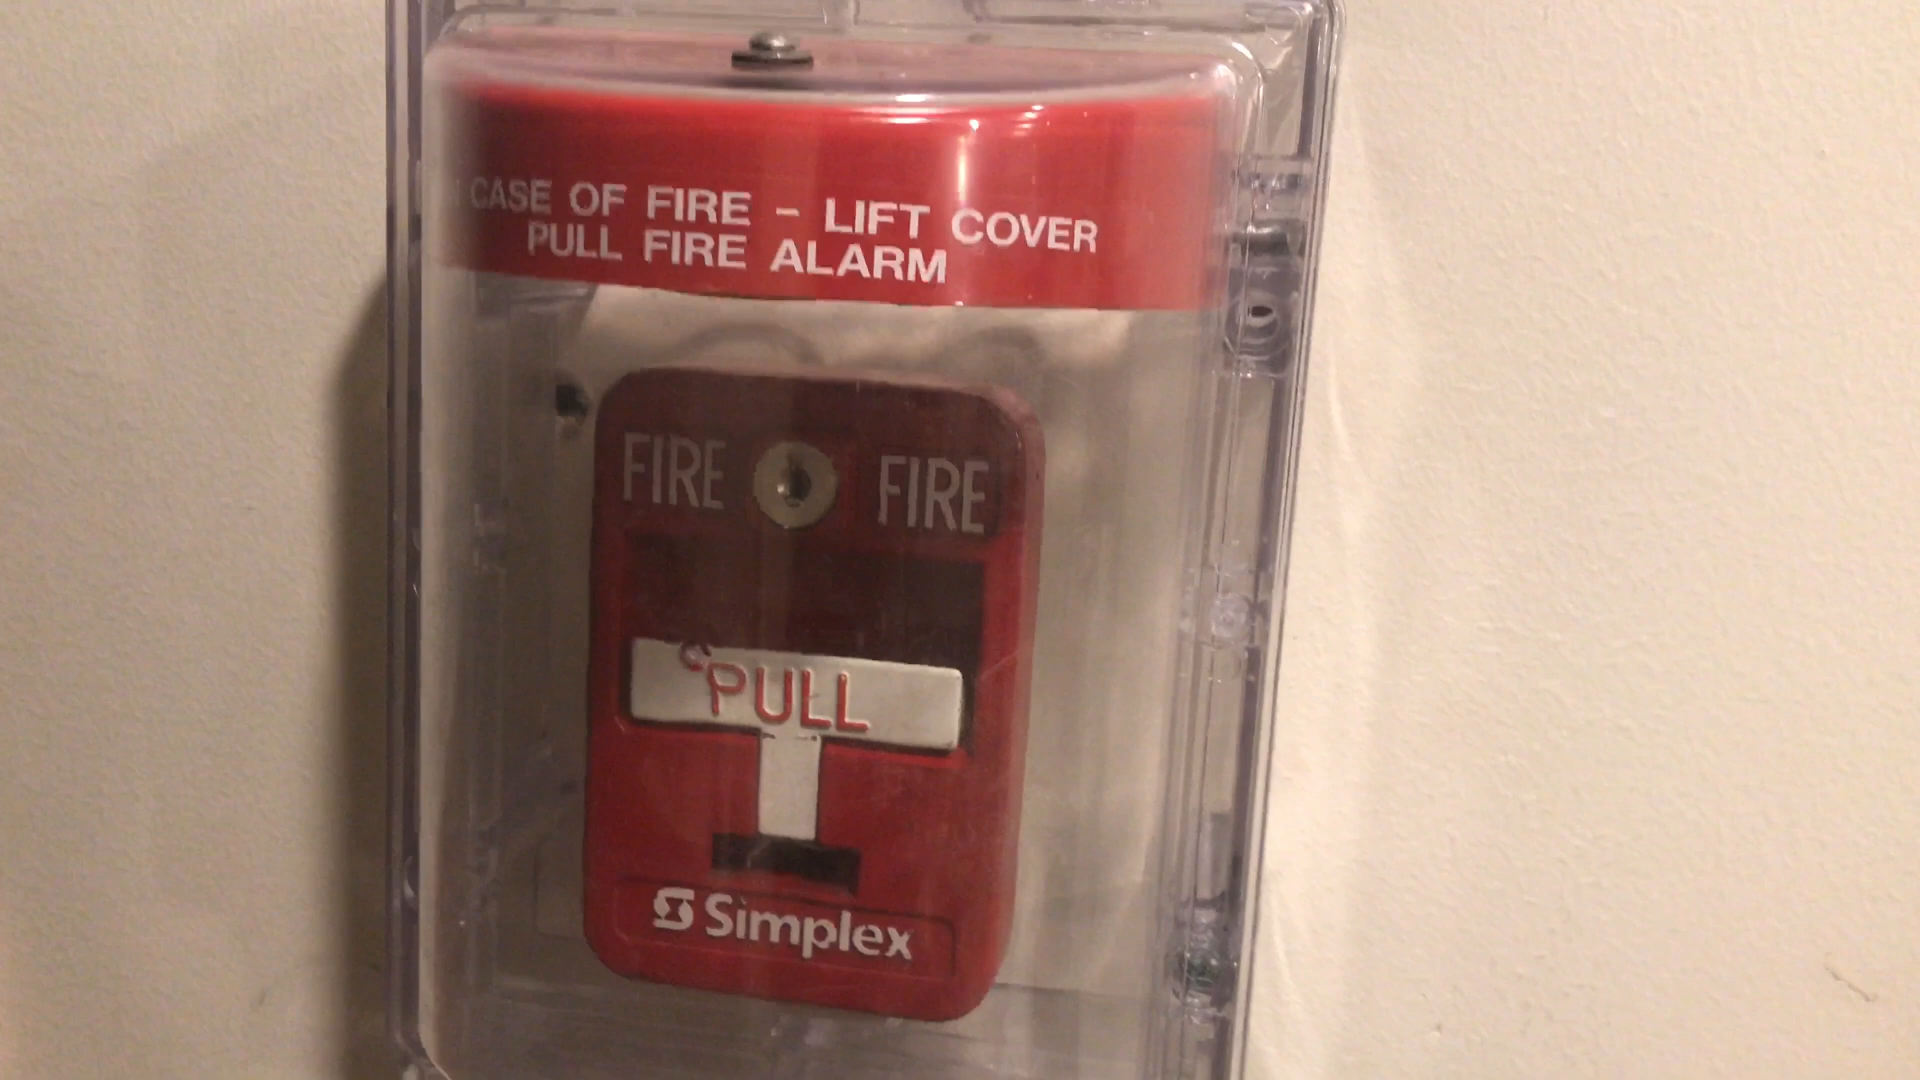 CASE OF FIRE – LIFT COVER
PULL FIRE ALARM
FIRE FIRE
PULL
Simplex